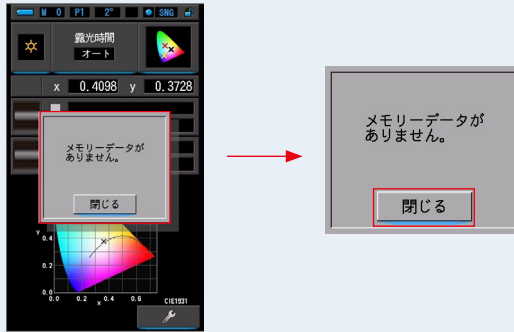 M 0 P1 2° SNG
露光時間
オート
x 0.4098 y 0.3728
メモリーデータが
ありません。
閉じる
y
0.4
0.2
0.0
0.0 0.2 x 0.4 0.6 CIE1931
メモリーデータが
ありません。
閉じる